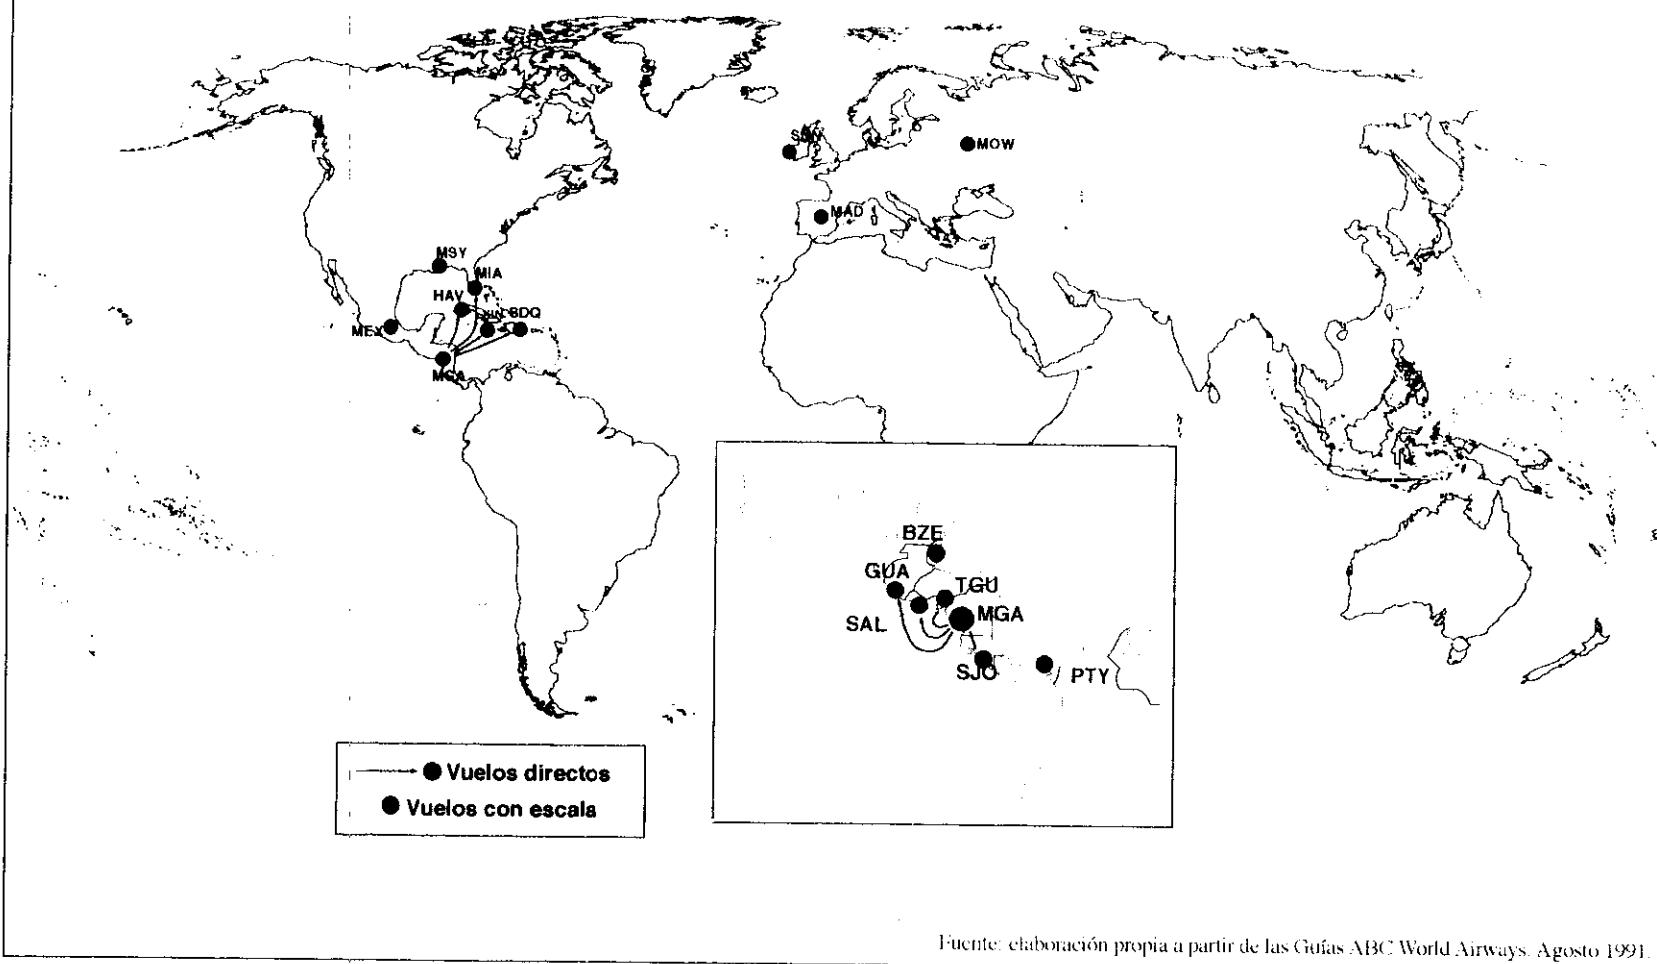 MOW
MAD
MSY
MIA
HAV
SDQ
MEX
MGA
BZE
GUA
TGU
MGA
SAL
SJO
PTY
Vuelos directos
Vuelos con escala
Fuente: elaboración propia a partir de las Guías ABC World Airways. Agosto 1991.